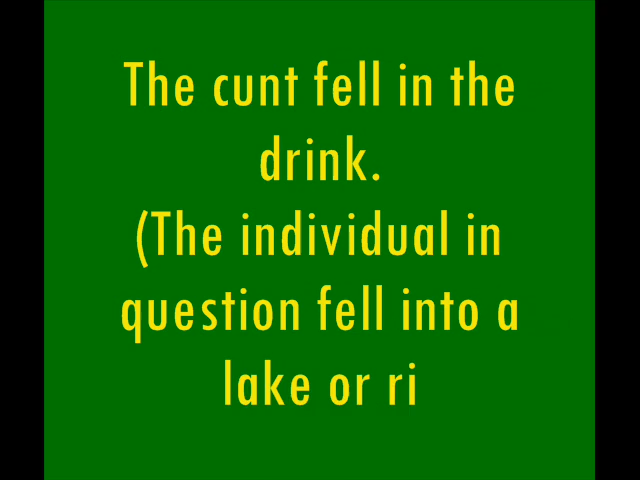 The cunt fell in the
drink.
(The individual in
question fell into a
lake or ri